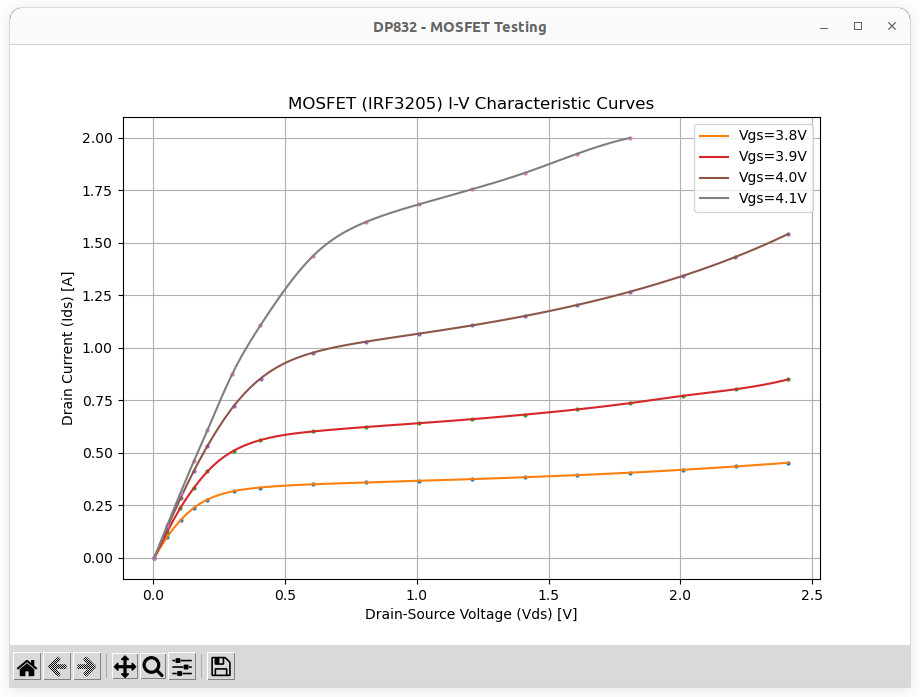 DP832 - MOSFET Testing
MOSFET (IRF3205) I-V Characteristic Curves
Vgs=3.8V
Vgs=3.9V
Vgs=4.0V
Vgs=4.1V
Drain Current (Ids) [A]
2.00
1.75
1.50
1.25
1.00
0.75
0.50
0.25
0.00
0.0 0.5 1.0 1.5 2.0 2.5
Drain-Source Voltage (Vds) [V]